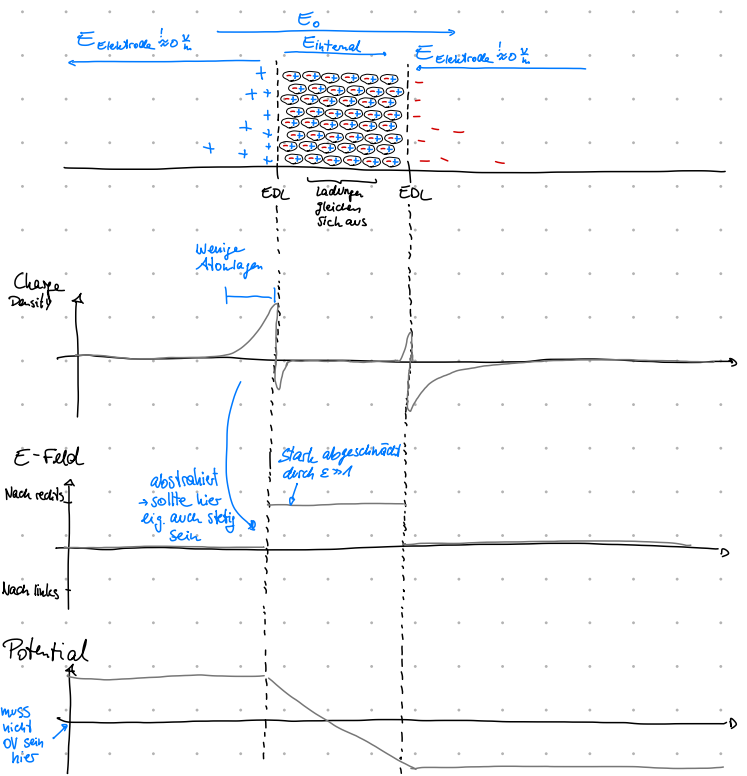 E₀
E Elektrode !≈0 V/m
E internal
E Elektrode !≈0 V/m
EDL
Ladungen
gleichen
sich aus
EDL
Wenige
Atomlagen
Charge
Density
E-Feld
Nach rechts
Stark abgeschwächt
durch ε≫1
abstrahiert
→sollte hier
eig. auch stetig
sein
Nach links
Potential
muss
nicht
0V sein
hier